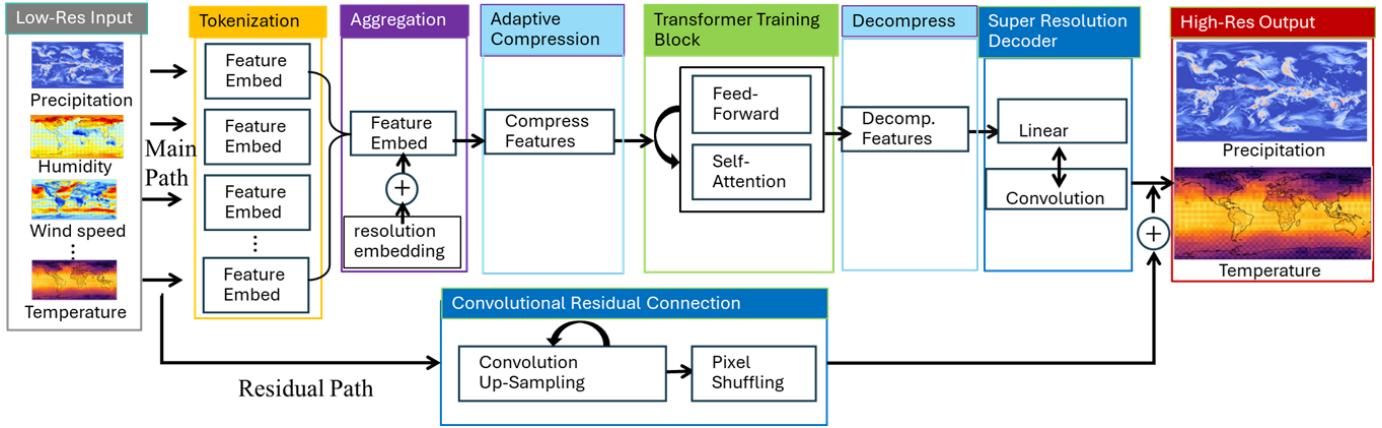 Low-Res Input
Precipitation
Humidity
Wind speed
Temperature
Main
Path
Tokenization
Feature
Embed
Feature
Embed
Feature
Embed
Feature
Embed
Aggregation
Feature
Embed
+
resolution
embedding
Adaptive
Compression
Compress
Features
Transformer Training
Block
Feed-
Forward
Self-
Attention
Decompress
Decomp.
Features
Super Resolution
Decoder
Linear
Convolution
+
High-Res Output
Precipitation
Temperature
Residual Path
Convolutional Residual Connection
Convolution
Up-Sampling
Pixel
Shuffling